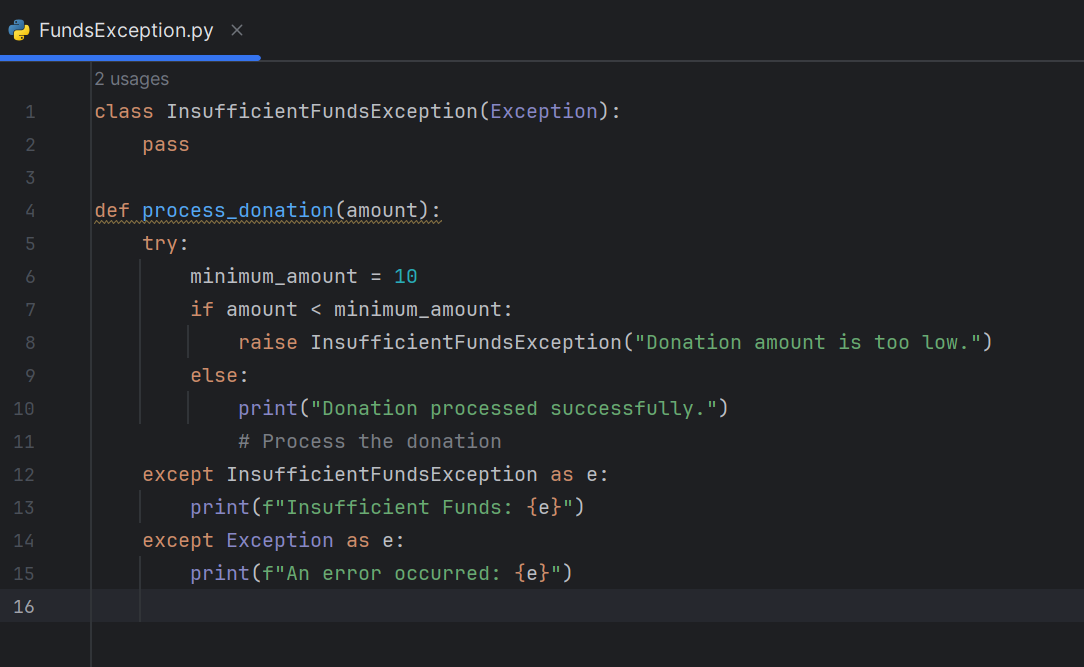 FundsException.py
2 usages
1 class InsufficientFundsException(Exception):
2     pass
3
4 def process_donation(amount):
5     try:
6         minimum_amount = 10
7         if amount < minimum_amount:
8             raise InsufficientFundsException("Donation amount is too low.")
9         else:
10             print("Donation processed successfully.")
11             # Process the donation
12     except InsufficientFundsException as e:
13         print(f"Insufficient Funds: {e}")
14     except Exception as e:
15         print(f"An error occurred: {e}")
16